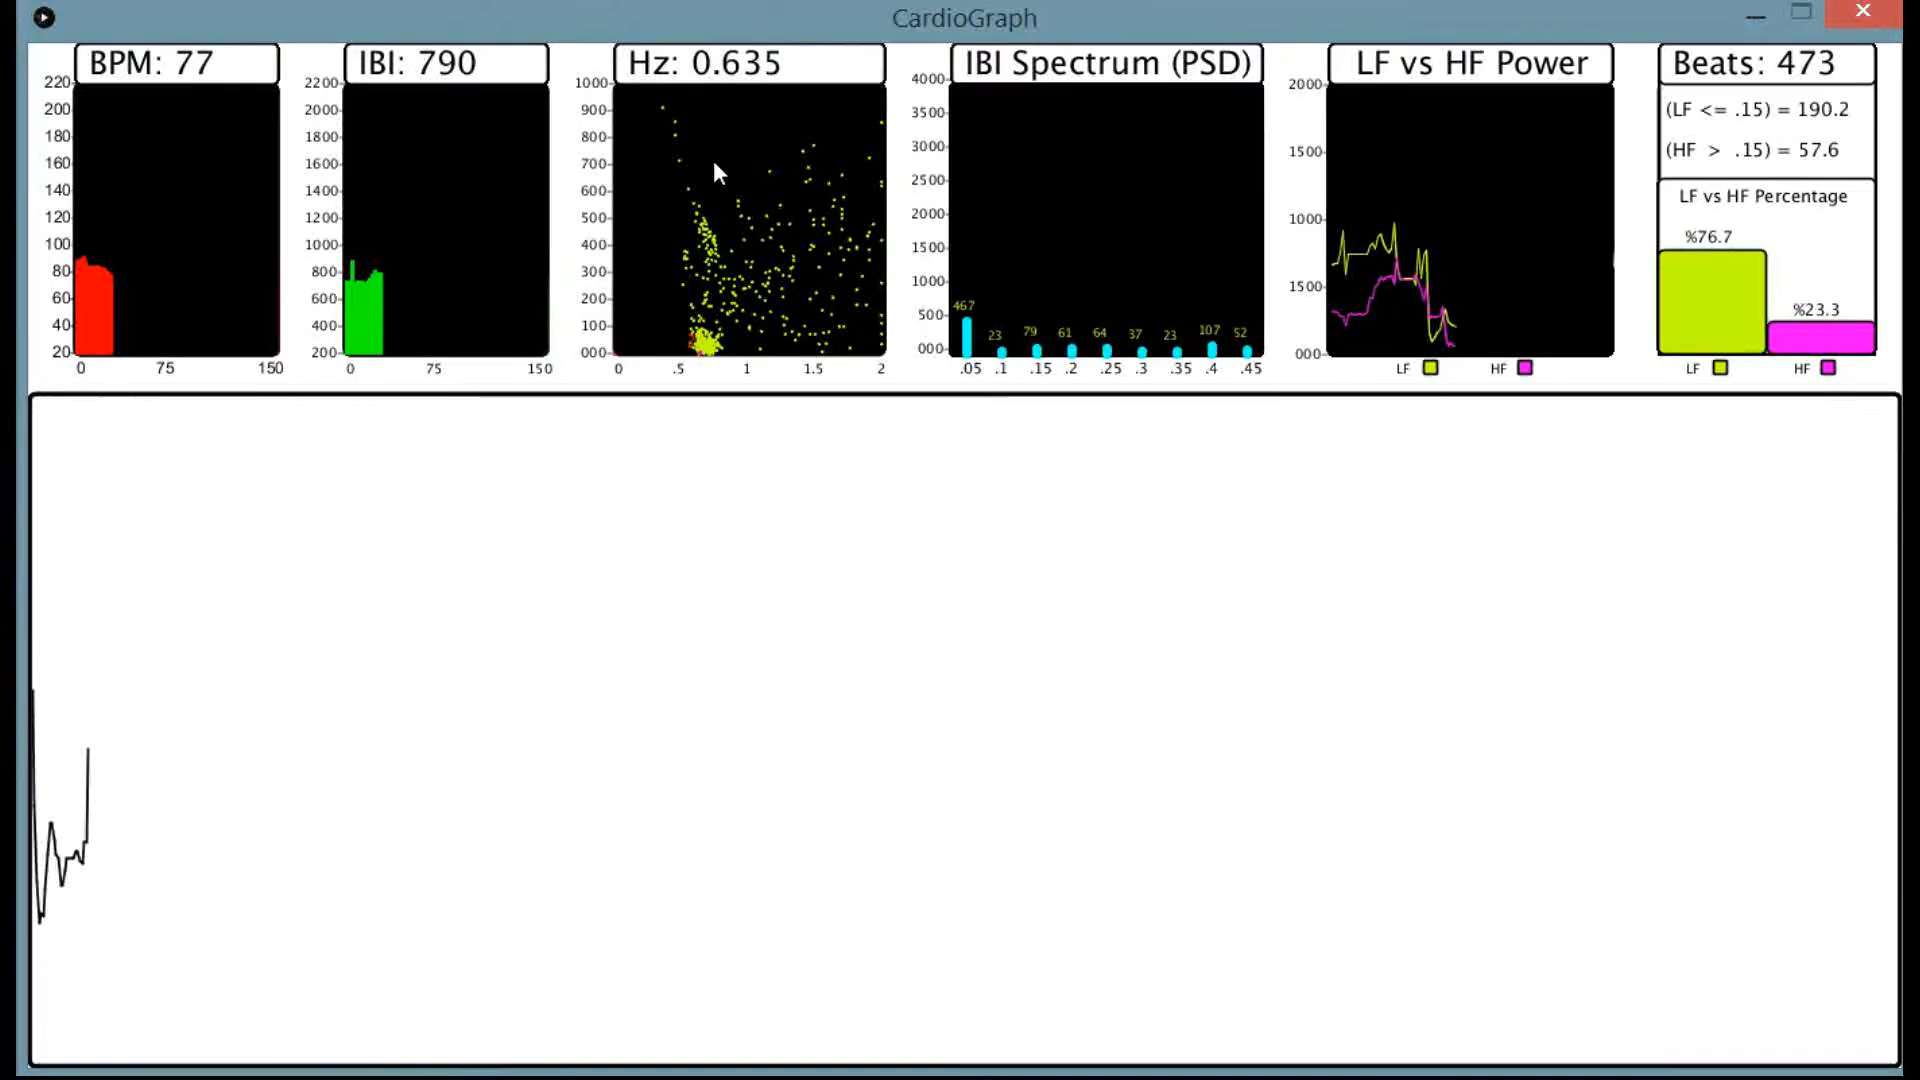 CardioGraph
BPM: 77
220
200
180
160
140
120
100
80
60
40
20
0 75 150
IBI: 790
2200
2000
1800
1600
1400
1200
1000
800
600
400
200
0 75 150
Hz: 0.635
1000
900
800
700
600
500
400
300
200
100
000
0 .5 1 1.5 2
IBI Spectrum (PSD)
4000
3500
3000
2500
2000
1500
1000
500
000
467 23 79 61 64 37 23 107 52
.05 .1 .15 .2 .25 .3 .35 .4 .45
LF vs HF Power
2000
1500
1000
1500
000
LF HF
Beats: 473
(LF <= .15) = 190.2
(HF > .15) = 57.6
LF vs HF Percentage
%76.7
%23.3
LF HF